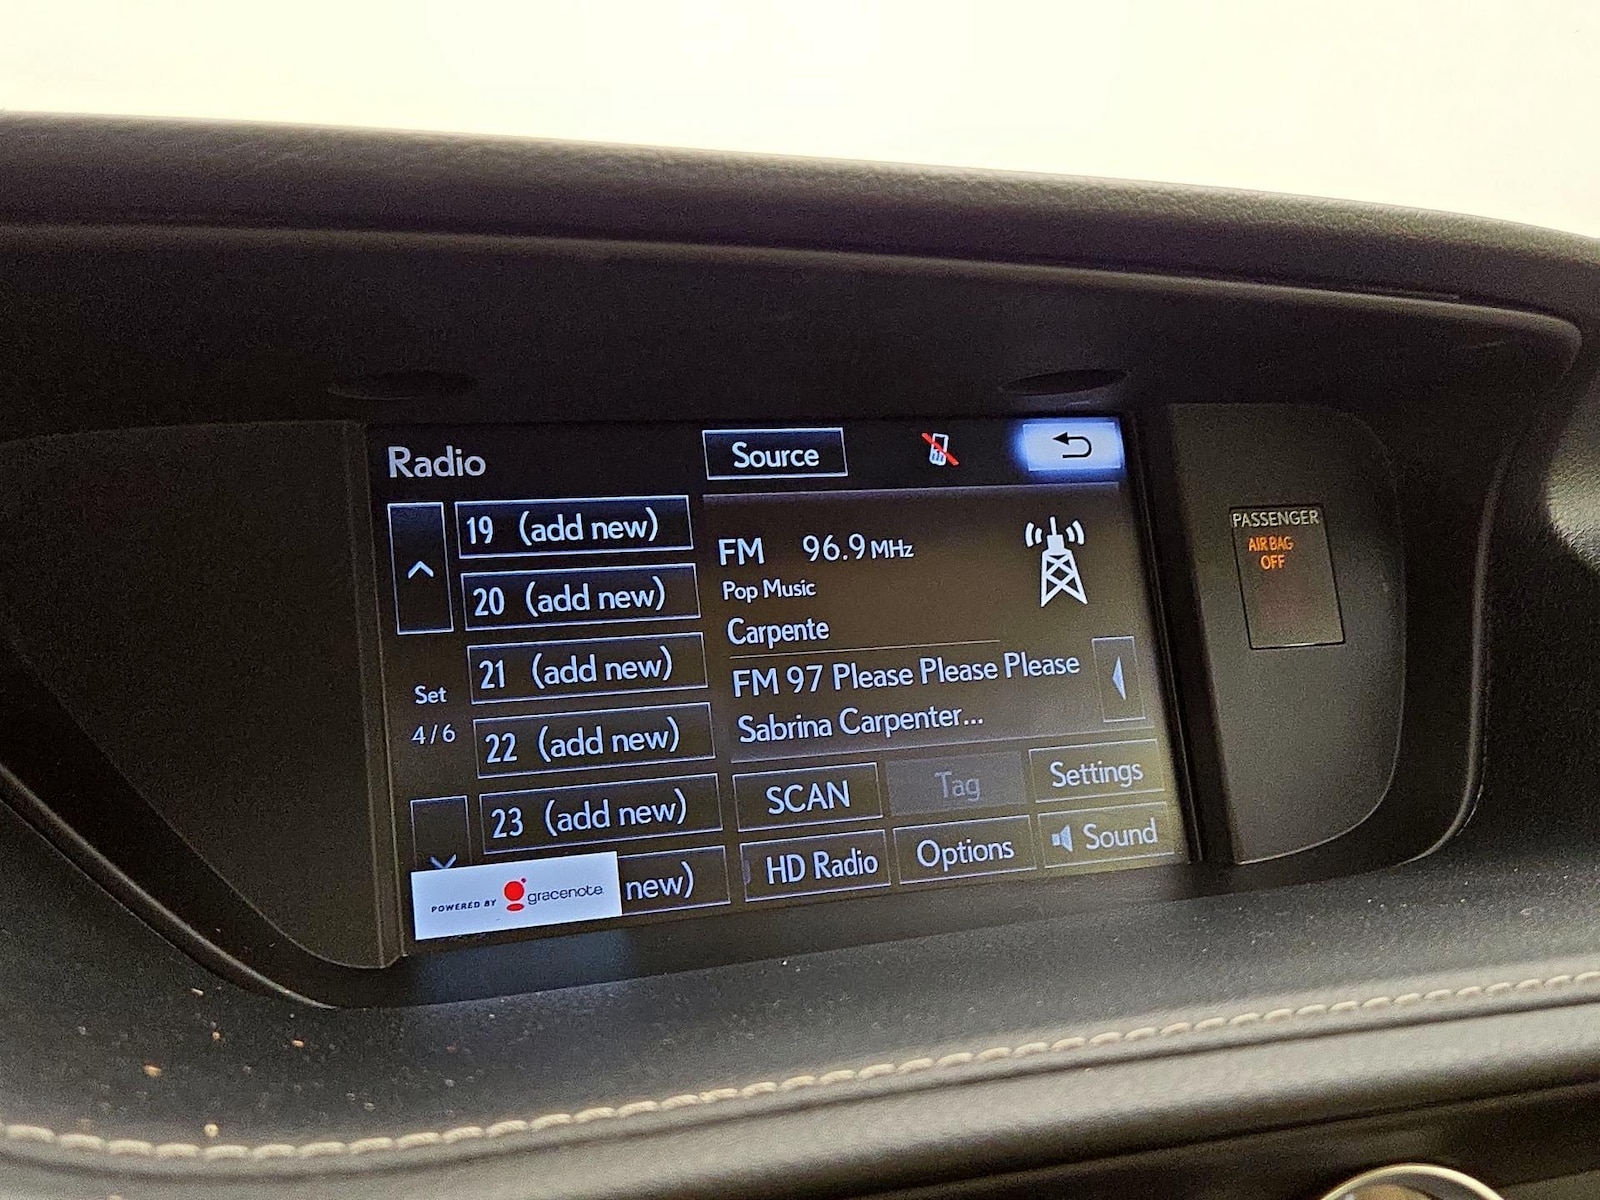 Radio
Source
19 (add new)
20 (add new)
21 (add new)
22 (add new)
23 (add new)
new)
Set
4/6
FM 96.9 MHz
Pop Music
Carpente
FM 97 Please Please Please
Sabrina Carpenter...
SCAN
Tag
Settings
HD Radio
Options
Sound
POWERED BY gracenote.
PASSENGER
AIR BAG
OFF